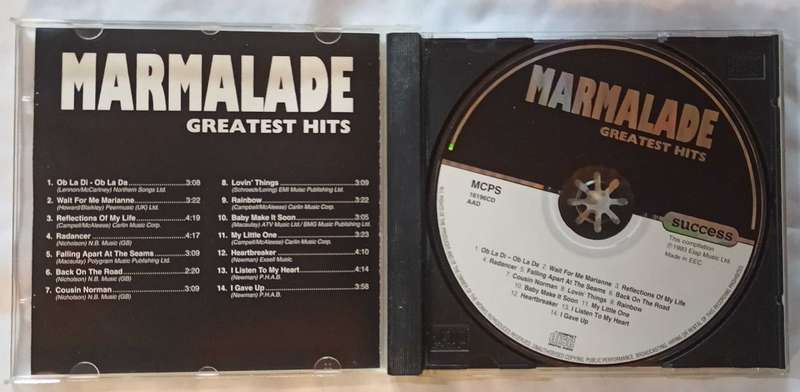 MARMALADE
GREATEST HITS
1. Ob La Di - Ob La Da 3:08
(Lennon/McCartney) Northern Songs Ltd.
2. Wait For Me Marianne 3:22
(Howard/Blaikley) Peermusic (UK) Ltd.
3. Reflections Of My Life 4:19
(Campbell/McAleese) Carlin Music Corp.
4. Radancer 4:17
(Nicholson) N.B. Music (GB)
5. Falling Apart At The Seams 3:09
(Macaulay) Polygram Music Publishing Ltd.
6. Back On The Road 2:20
(Nicholson) N.B. Music (GB)
7. Cousin Norman 3:09
(Nicholson) N.B. Music (GB)
8. Lovin' Things 3:09
(Schroeck/Loring) EMI Music Publishing Ltd.
9. Rainbow 3:22
(Campbell/McAleese) Carlin Music Corp.
10. Baby Make It Soon 3:05
(Macaulay) ATV Music Ltd./ BMG Music Publishing Ltd.
11. My Little One 3:23
(Campbell/McAleese) Carlin Music Corp.
12. Heartbreaker 4:10
(Newman) Essell Music
13. I Listen To My Heart 4:14
(Newman) P.H.A.B.
14. I Gave Up 3:58
(Newman) P.H.A.B.
MARMALADE
GREATEST HITS
MCPS
16196CD
AAD
success
This compilation
℗1993 Elap Music Ltd
Made in EEC
1. Ob La Di - Ob La Da 2. Wait For Me Marianne 3. Reflections Of My Life
4. Radancer 5. Falling Apart At The Seams 6. Back On The Road
7. Cousin Norman 9. Lovin' Things 8. Rainbow
10. Baby Make It Soon 11. My Little One
12. Heartbreaker 13. I Listen To My Heart
14. I Gave Up